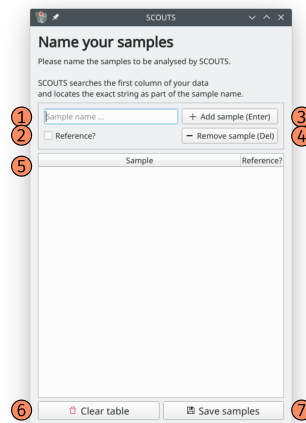 SCOUTS
Name your samples
Please name the samples to be analysed by SCOUTS.
SCOUTS searches the first column of your data
and locates the exact string as part of the sample name.
1 Sample name ... + Add sample (Enter) 3
2 Reference? − Remove sample (Del) 4
5 Sample Reference?
6 Clear table Save samples 7